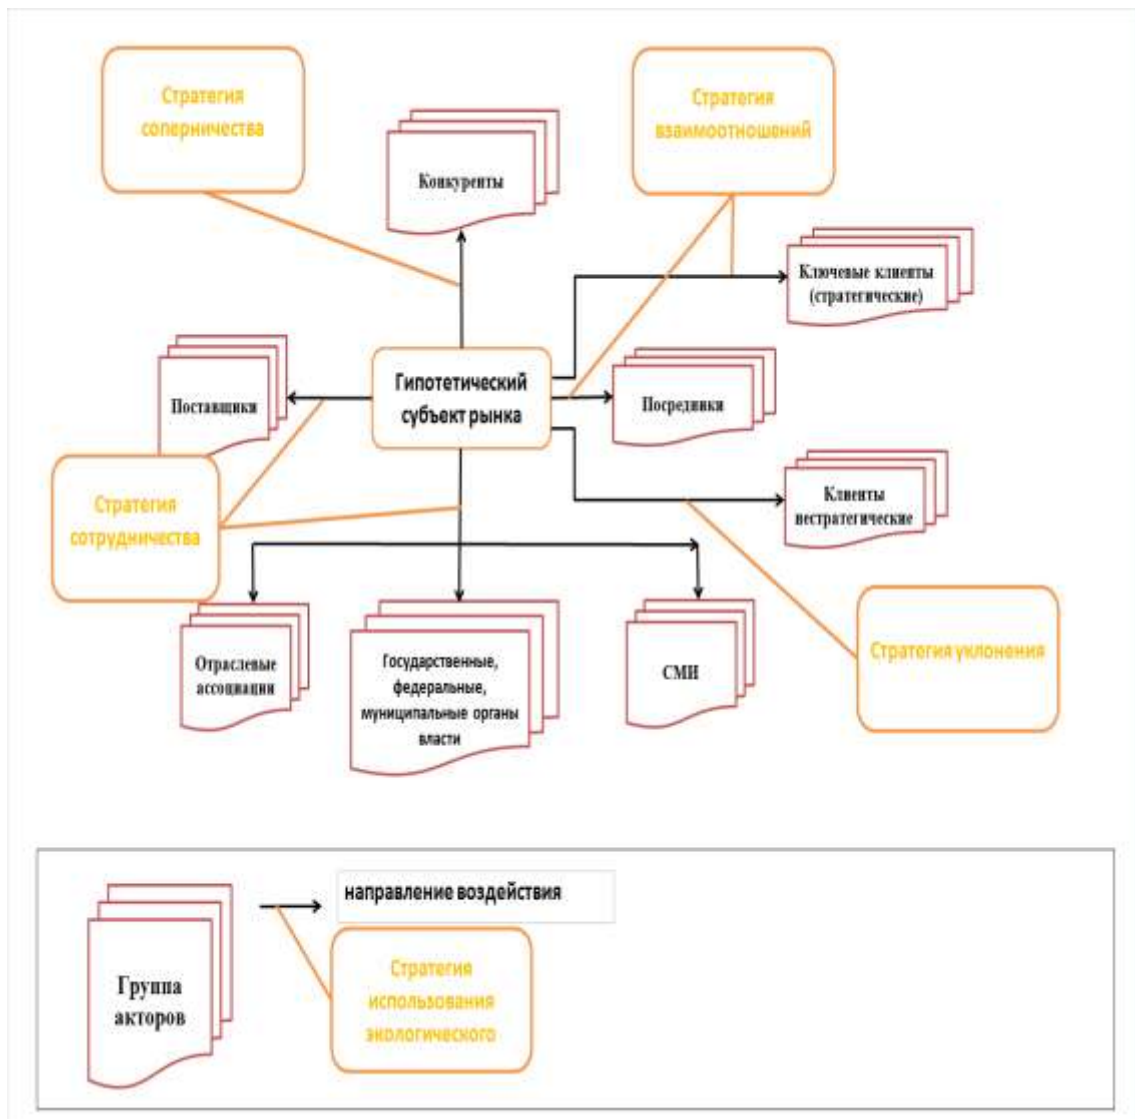 Стратегия
соперничества
Стратегия
взаимоотношений
Конкуренты
Ключевые клиенты
(стратегические)
Гипотетический
субъект рынка
Поставщики
Посредники
Клиенты
нестратегические
Стратегия
сотрудничества
Стратегия уклонения
Отраслевые
ассоциации
Государственные,
федеральные,
муниципальные органы
власти
СМИ
направление воздействия
Группа
акторов
Стратегия
использования
экологического